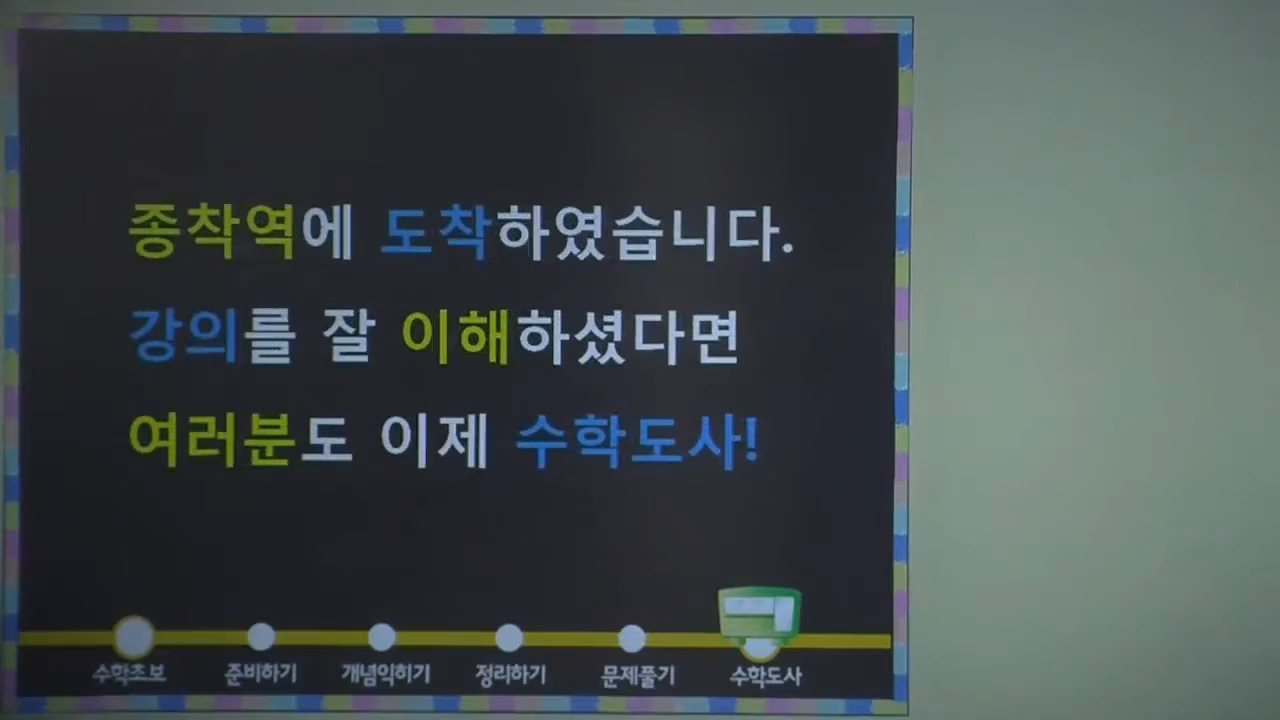 종착역에 도착하였습니다.
강의를 잘 이해하셨다면
여러분도 이제 수학도사!
수학초보 준비하기 개념익히기 정리하기 문제풀기 수학도사